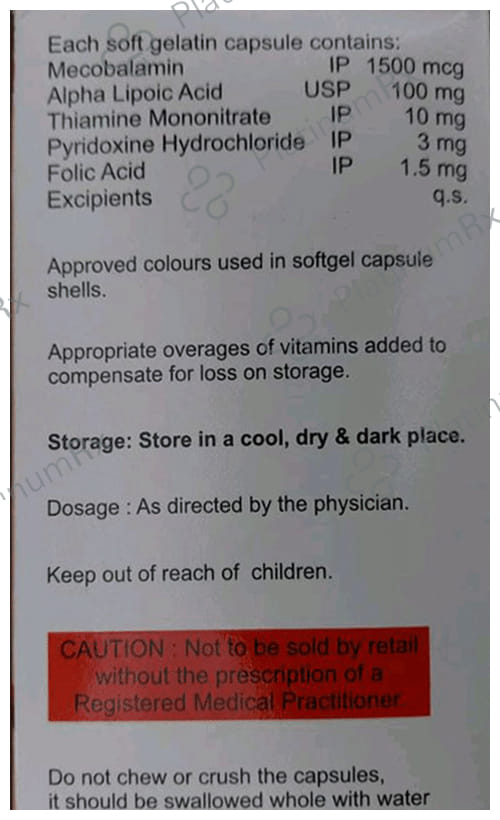 Each soft gelatin capsule contains:
Mecobalamin IP 1500 mcg
Alpha Lipoic Acid USP 100 mg
Thiamine Mononitrate IP 10 mg
Pyridoxine Hydrochloride IP 3 mg
Folic Acid IP 1.5 mg
Excipients q.s.
Approved colours used in softgel capsule
shells.
Appropriate overages of vitamins added to
compensate for loss on storage.
Storage: Store in a cool, dry & dark place.
Dosage : As directed by the physician.
Keep out of reach of children.
CAUTION : Not to be sold by retail
without the prescription of a
Registered Medical Practitioner
Do not chew or crush the capsules,
it should be swallowed whole with water
PlatinumRx
PlatinumRx